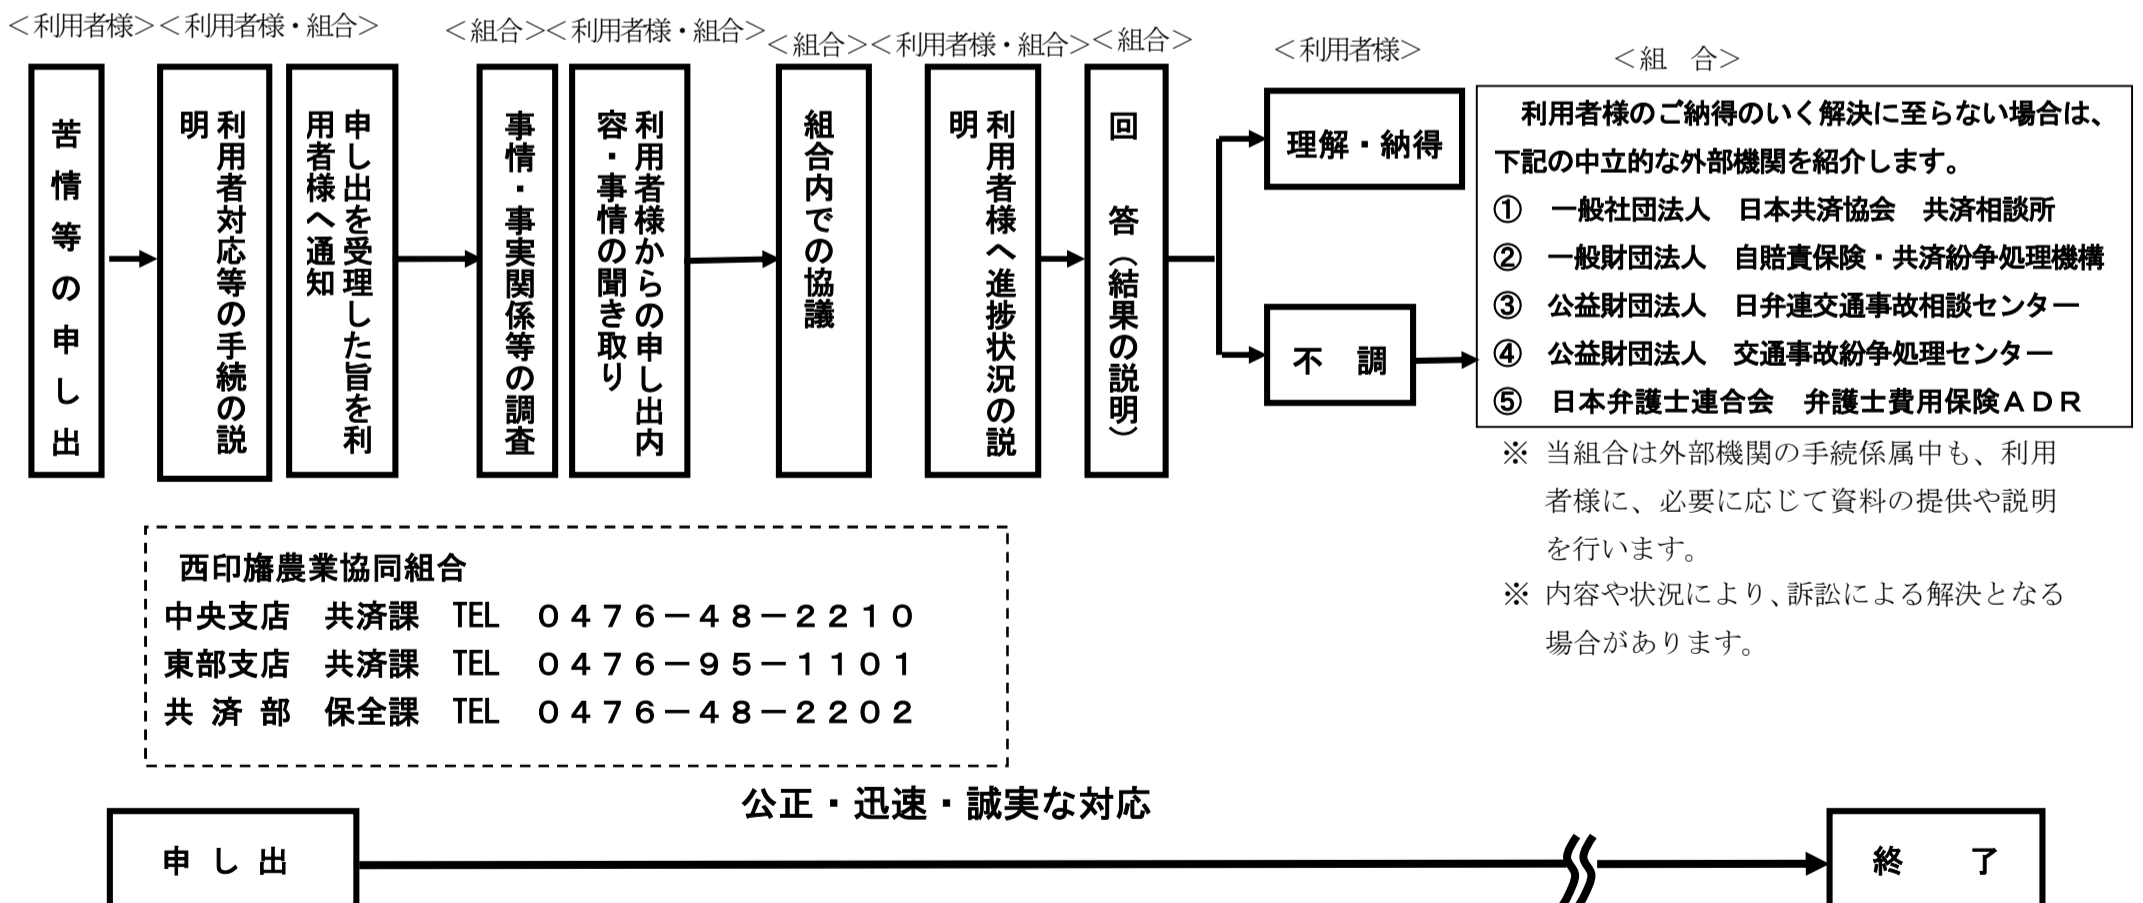 ＜利用者様＞
＜利用者様・組合＞
＜組合＞
＜利用者様・組合＞
＜組合＞
＜利用者様・組合＞
＜組合＞
＜利用者様＞
＜組　合＞
苦情等の申し出
利用者対応等の手続の説
明
申し出を受理した旨を利
用者様へ通知
事情・事実関係等の調査
利用者様からの申し出内
容・事情の聞き取り
組合内での協議
利用者様へ進捗状況の説
明
回　答（結果の説明）
理解・納得
不　調
利用者様のご納得のいく解決に至らない場合は、
下記の中立的な外部機関を紹介します。
①　一般社団法人　日本共済協会　共済相談所
②　一般財団法人　自賠責保険・共済紛争処理機構
③　公益財団法人　日弁連交通事故相談センター
④　公益財団法人　交通事故紛争処理センター
⑤　日本弁護士連合会　弁護士費用保険ＡＤＲ
※ 当組合は外部機関の手続係属中も、利用
者様に、必要に応じて資料の提供や説明
を行います。
※ 内容や状況により、訴訟による解決となる
場合があります。
西印旛農業協同組合
中央支店　共済課　TEL　０４７６－４８－２２１０
東部支店　共済課　TEL　０４７６－９５－１１０１
共 済 部　保全課　TEL　０４７６－４８－２２０２
公正・迅速・誠実な対応
申 し 出
終　了